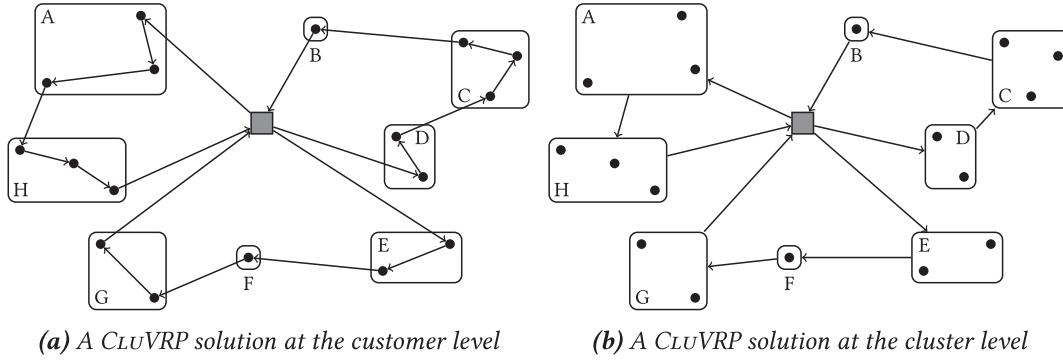 A
B
C
D
H
E
F
G
(a) A CLUVRP solution at the customer level
A
B
C
D
H
E
F
G
(b) A CLUVRP solution at the cluster level